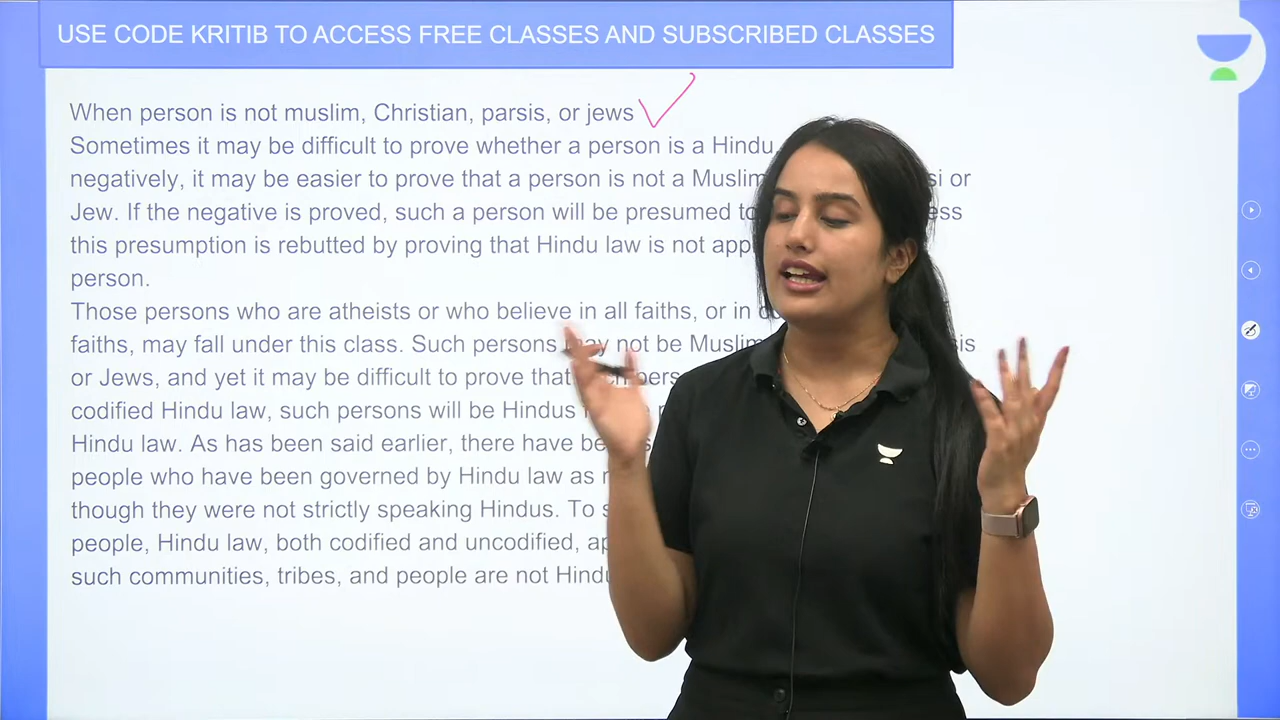 USE CODE KRITIB TO ACCESS FREE CLASSES AND SUBSCRIBED CLASSES
When person is not muslim, Christian, parsis, or jews
Sometimes it may be difficult to prove whether a person is a Hindu.
negatively, it may be easier to prove that a person is not a Muslim or
Jew. If the negative is proved, such a person will be presumed
this presumption is rebutted by proving that Hindu law is not
person.
Those persons who are atheists or who believe in all faiths, or in
faiths, may fall under this class. Such persons may not be Muslim
or Jews, and yet it may be difficult to prove that
codified Hindu law, such persons will be Hindus
Hindu law. As has been said earlier, there have
people who have been governed by Hindu law as
though they were not strictly speaking Hindus. To
people, Hindu law, both codified and uncodified,
such communities, tribes, and people are not